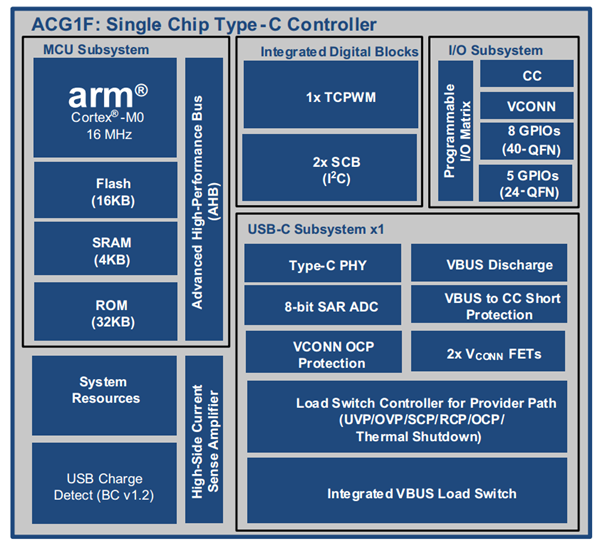 ACG1F: Single Chip Type-C Controller
MCU Subsystem
arm®
Cortex®-M0
16 MHz
Flash
(16KB)
SRAM
(4KB)
ROM
(32KB)
Advanced High-Performance Bus
(AHB)
Integrated Digital Blocks
1x TCPWM
2x SCB
(I²C)
I/O Subsystem
Programmable
I/O Matrix
CC
VCONN
8 GPIOs
(40-QFN)
5 GPIOs
(24-QFN)
System
Resources
USB Charge
Detect (BC v1.2)
High-Side Current
Sense Amplifier
USB-C Subsystem x1
Type-C PHY
VBUS Discharge
8-bit SAR ADC
VBUS to CC Short
Protection
VCONN OCP
Protection
2x VCONN FETs
Load Switch Controller for Provider Path
(UVP/OVP/SCP/RCP/OCP/
Thermal Shutdown)
Integrated VBUS Load Switch